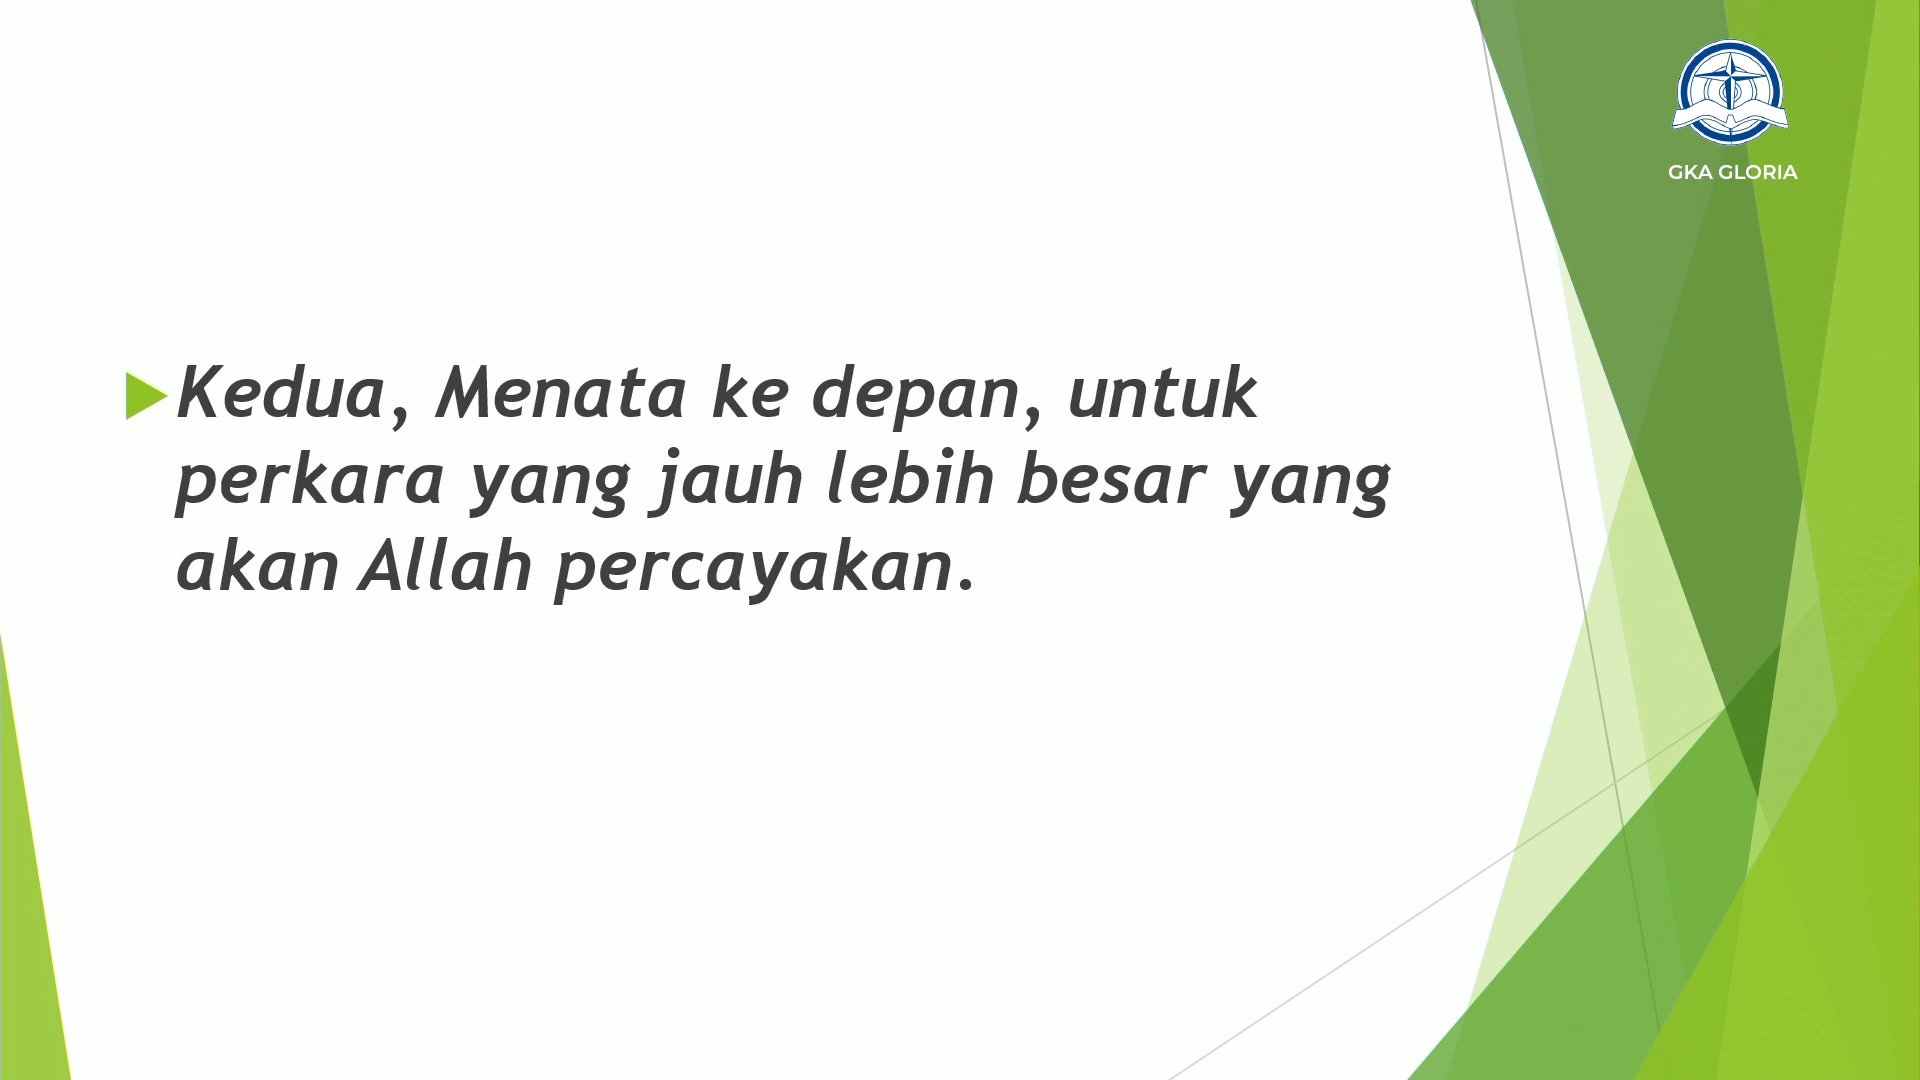 GKA GLORIA
Kedua, Menata ke depan, untuk
perkara yang jauh lebih besar yang
akan Allah percayakan.